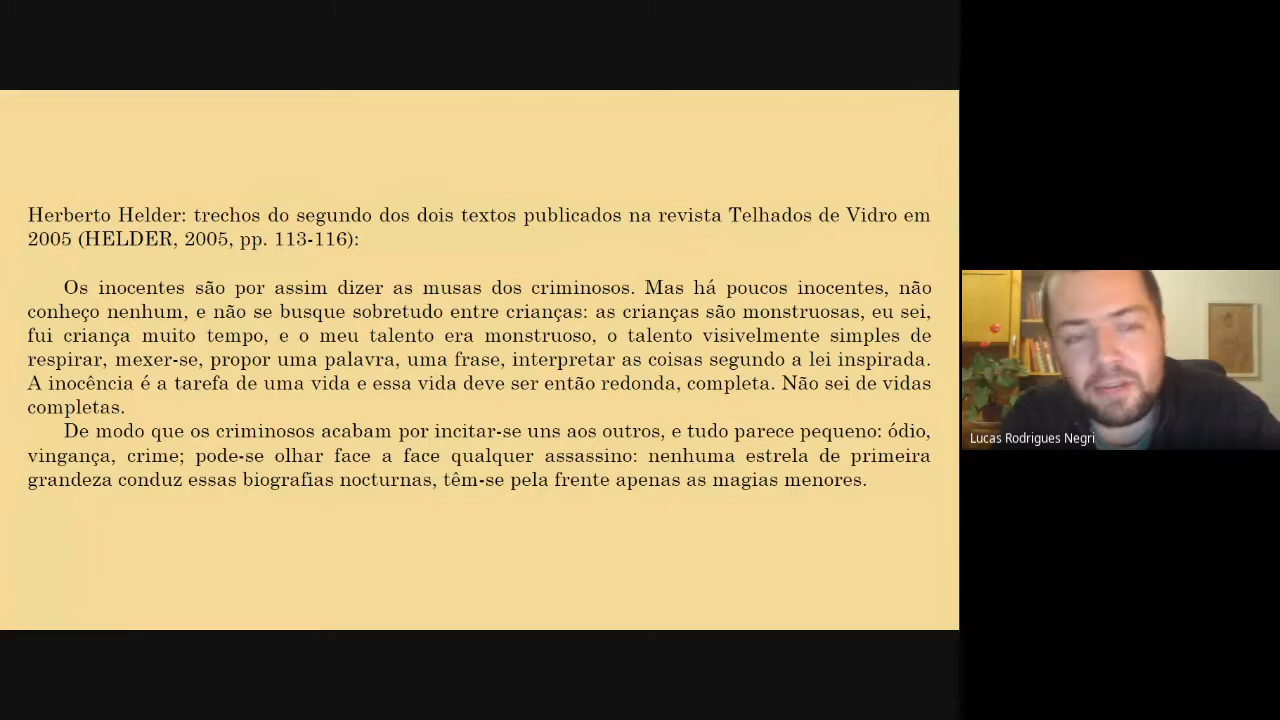 Herberto Helder: trechos do segundo dos dois textos publicados na revista Telhados de Vidro em
2005 (HELDER, 2005, pp. 113-116):
Os inocentes são por assim dizer as musas dos criminosos. Mas há poucos inocentes, não
conheço nenhum, e não se busque sobretudo entre crianças: as crianças são monstruosas, eu sei,
fui criança muito tempo, e o meu talento era monstruoso, o talento visivelmente simples de
respirar, mexer-se, propor uma palavra, uma frase, interpretar as coisas segundo a lei inspirada.
A inocência é a tarefa de uma vida e essa vida deve ser então redonda, completa. Não sei de vidas
completas.
De modo que os criminosos acabam por incitar-se uns aos outros, e tudo parece pequeno: ódio,
vingança, crime; pode-se olhar face a face qualquer assassino: nenhuma estrela de primeira
grandeza conduz essas biografias nocturnas, têm-se pela frente apenas as magias menores.
Lucas Rodrigues Negri